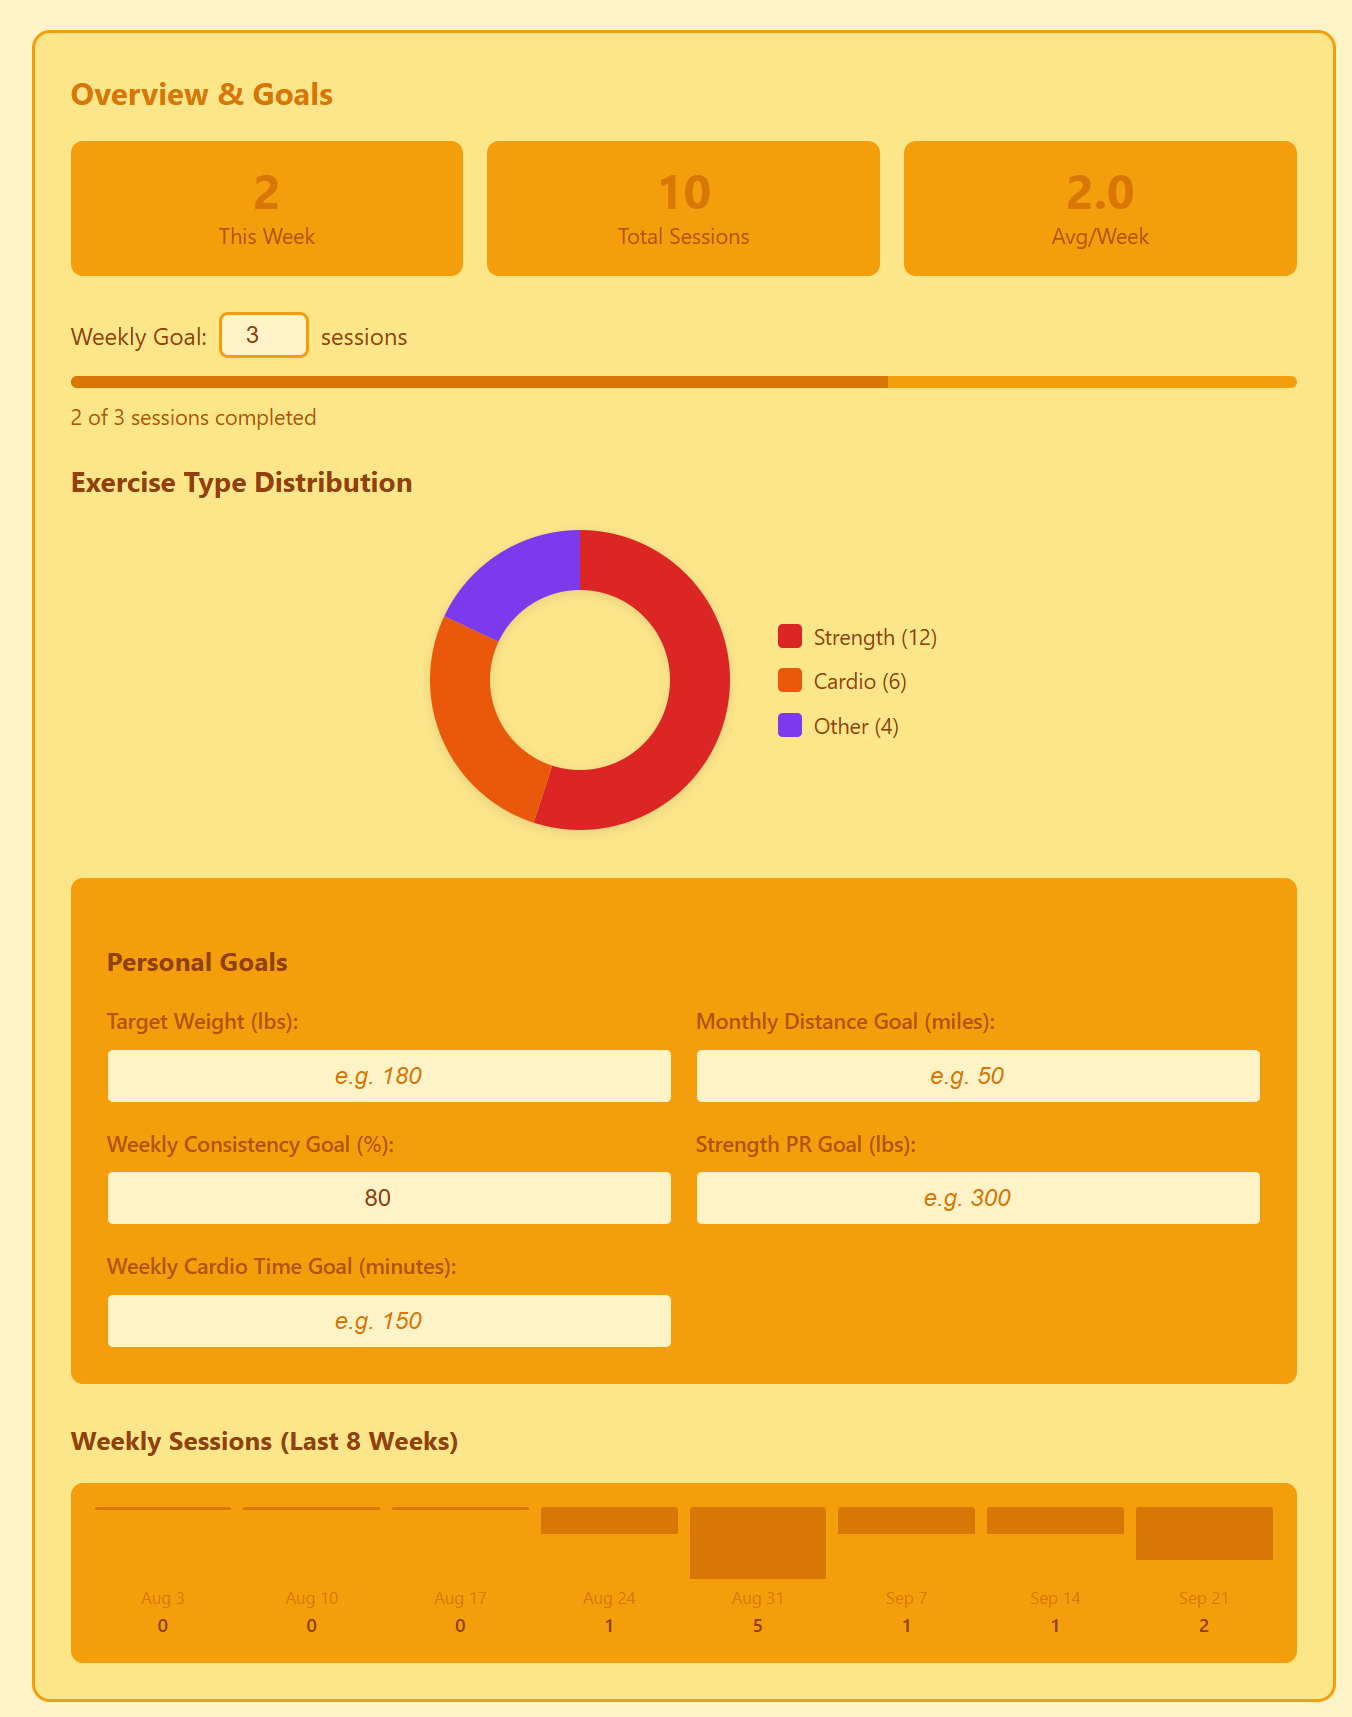 Overview & Goals
2
This Week
10
Total Sessions
2.0
Avg/Week
Weekly Goal: 3 sessions
2 of 3 sessions completed
Exercise Type Distribution
Strength (12)
Cardio (6)
Other (4)
Personal Goals
Target Weight (lbs):
e.g. 180
Monthly Distance Goal (miles):
e.g. 50
Weekly Consistency Goal (%):
80
Strength PR Goal (lbs):
e.g. 300
Weekly Cardio Time Goal (minutes):
e.g. 150
Weekly Sessions (Last 8 Weeks)
Aug 3
0
Aug 10
0
Aug 17
0
Aug 24
1
Aug 31
5
Sep 7
1
Sep 14
1
Sep 21
2